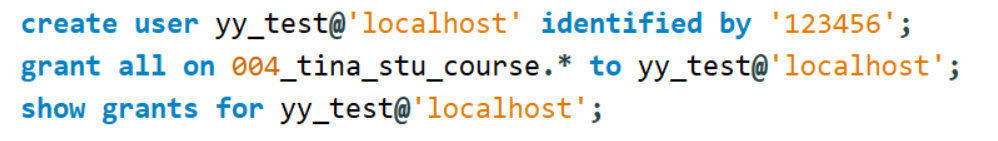 create user yy_test@'localhost' identified by '123456';
grant all on 004_tina_stu_course.* to yy_test@'localhost';
show grants for yy_test@'localhost';